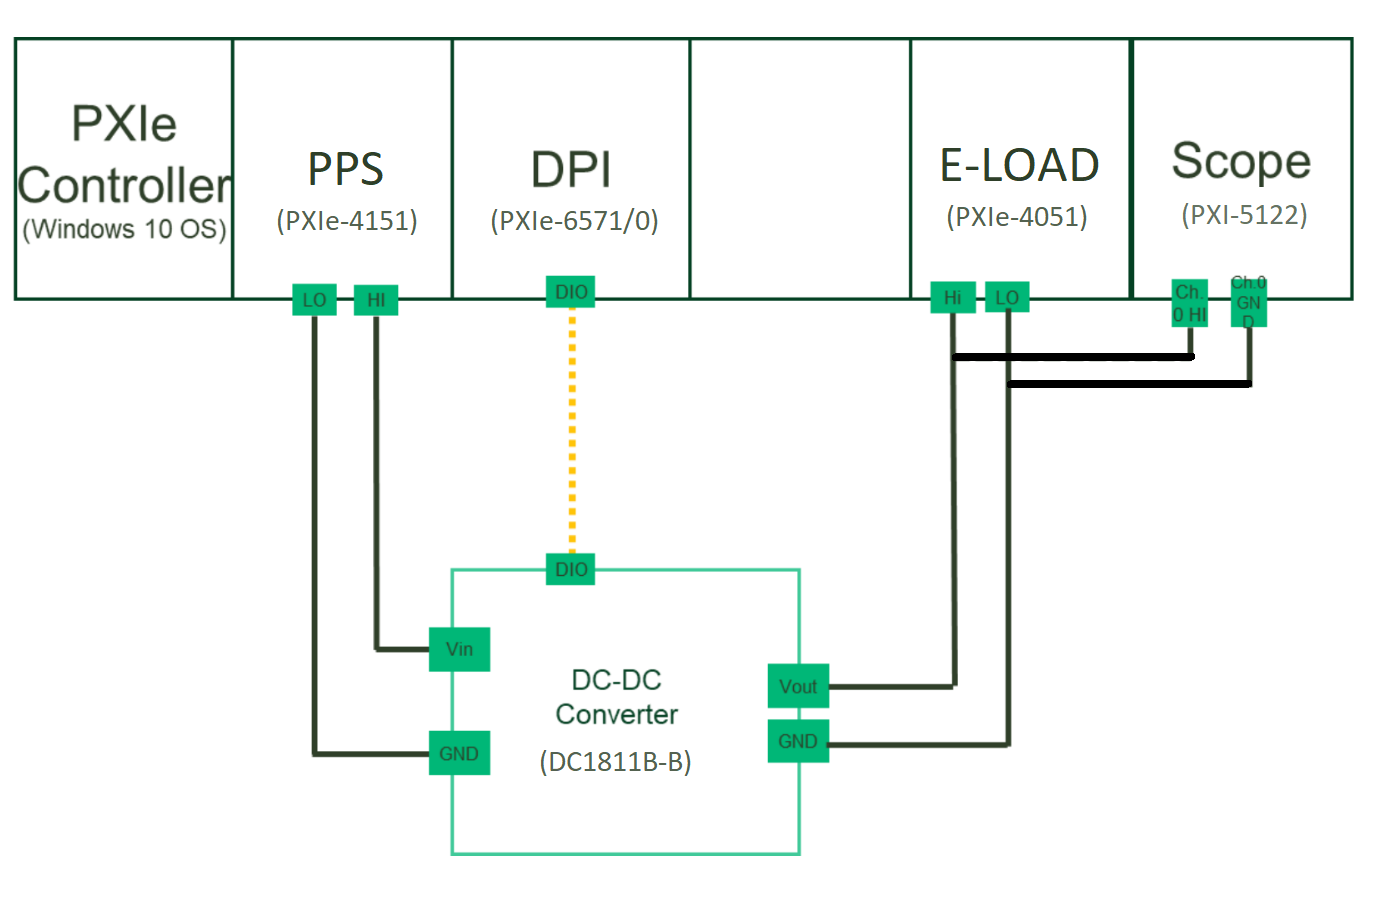 PXIe
Controller
(Windows 10 OS)
PPS
(PXIe-4151)
DPI
(PXIe-6571/0)
E-LOAD
(PXIe-4051)
Scope
(PXI-5122)
LO
HI
DIO
Hi
LO
Ch.
0 HI
Ch.0
GN
D
DIO
Vin
GND
DC-DC
Converter
(DC1811B-B)
Vout
GND